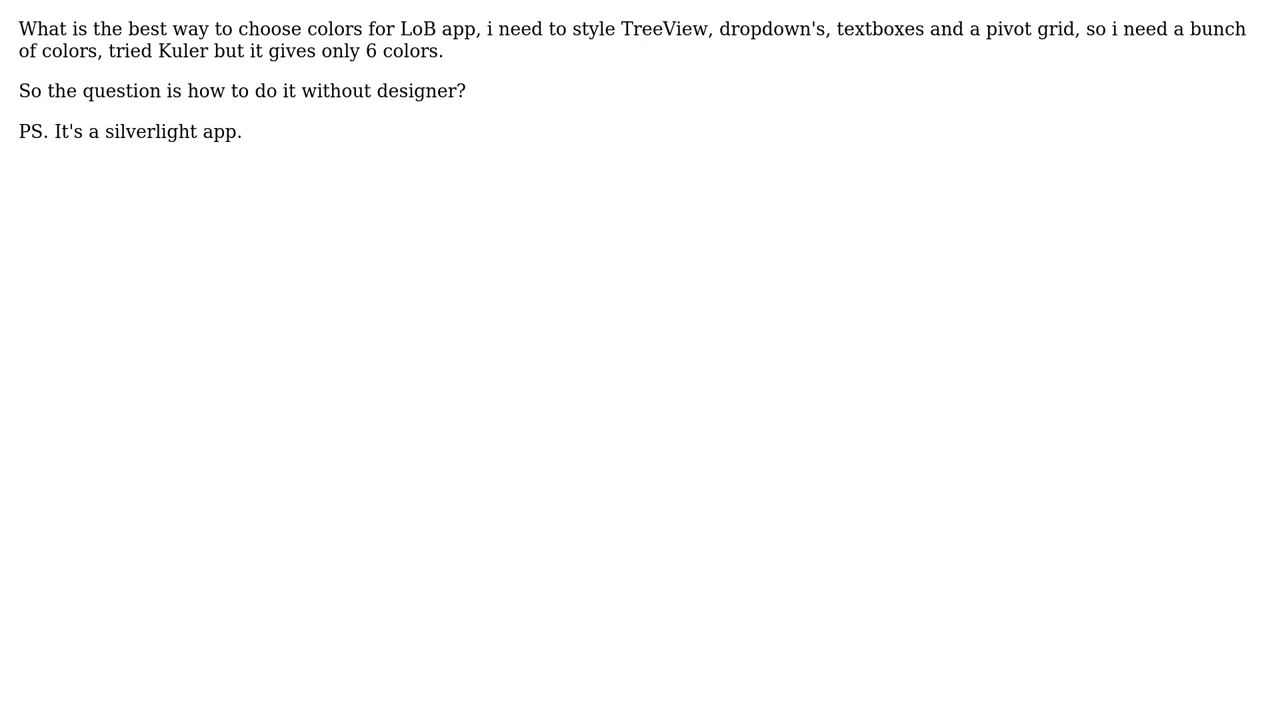 What is the best way to choose colors for LoB app, i need to style TreeView, dropdown's, textboxes and a pivot grid, so i need a bunch
of colors, tried Kuler but it gives only 6 colors.
So the question is how to do it without designer?
PS. It's a silverlight app.